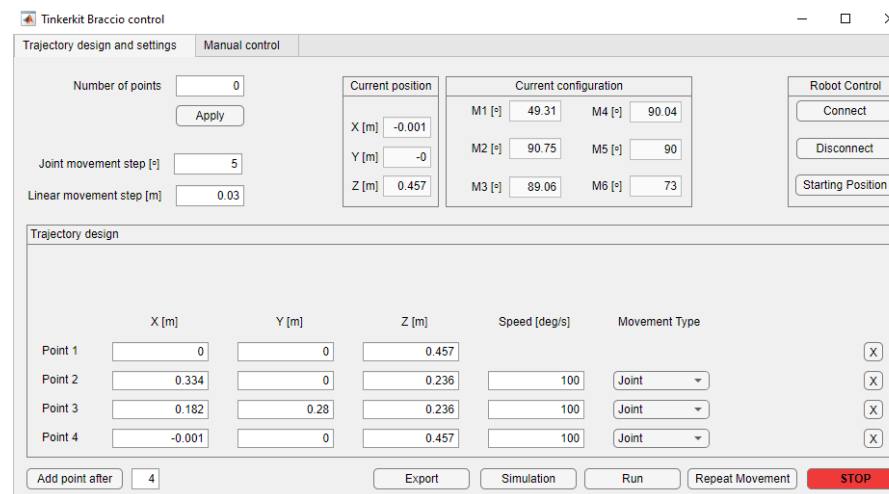 Tinkerkit Braccio control
Trajectory design and settings Manual control
Number of points 0
Apply
Joint movement step [º] 5
Linear movement step [m] 0.03
Current position
X [m] -0.001
Y [m] -0
Z [m] 0.457
Current configuration
M1 [º] 49.31 M4 [º] 90.04
M2 [º] 90.75 M5 [º] 90
M3 [º] 89.06 M6 [º] 73
Robot Control
Connect
Disconnect
Starting Position
Trajectory design
X [m] Y [m] Z [m] Speed [deg/s] Movement Type
Point 1 0 0 0.457 X
Point 2 0.334 0 0.236 100 Joint X
Point 3 0.182 0.28 0.236 100 Joint X
Point 4 -0.001 0 0.457 100 Joint X
Add point after 4 Export Simulation Run Repeat Movement STOP